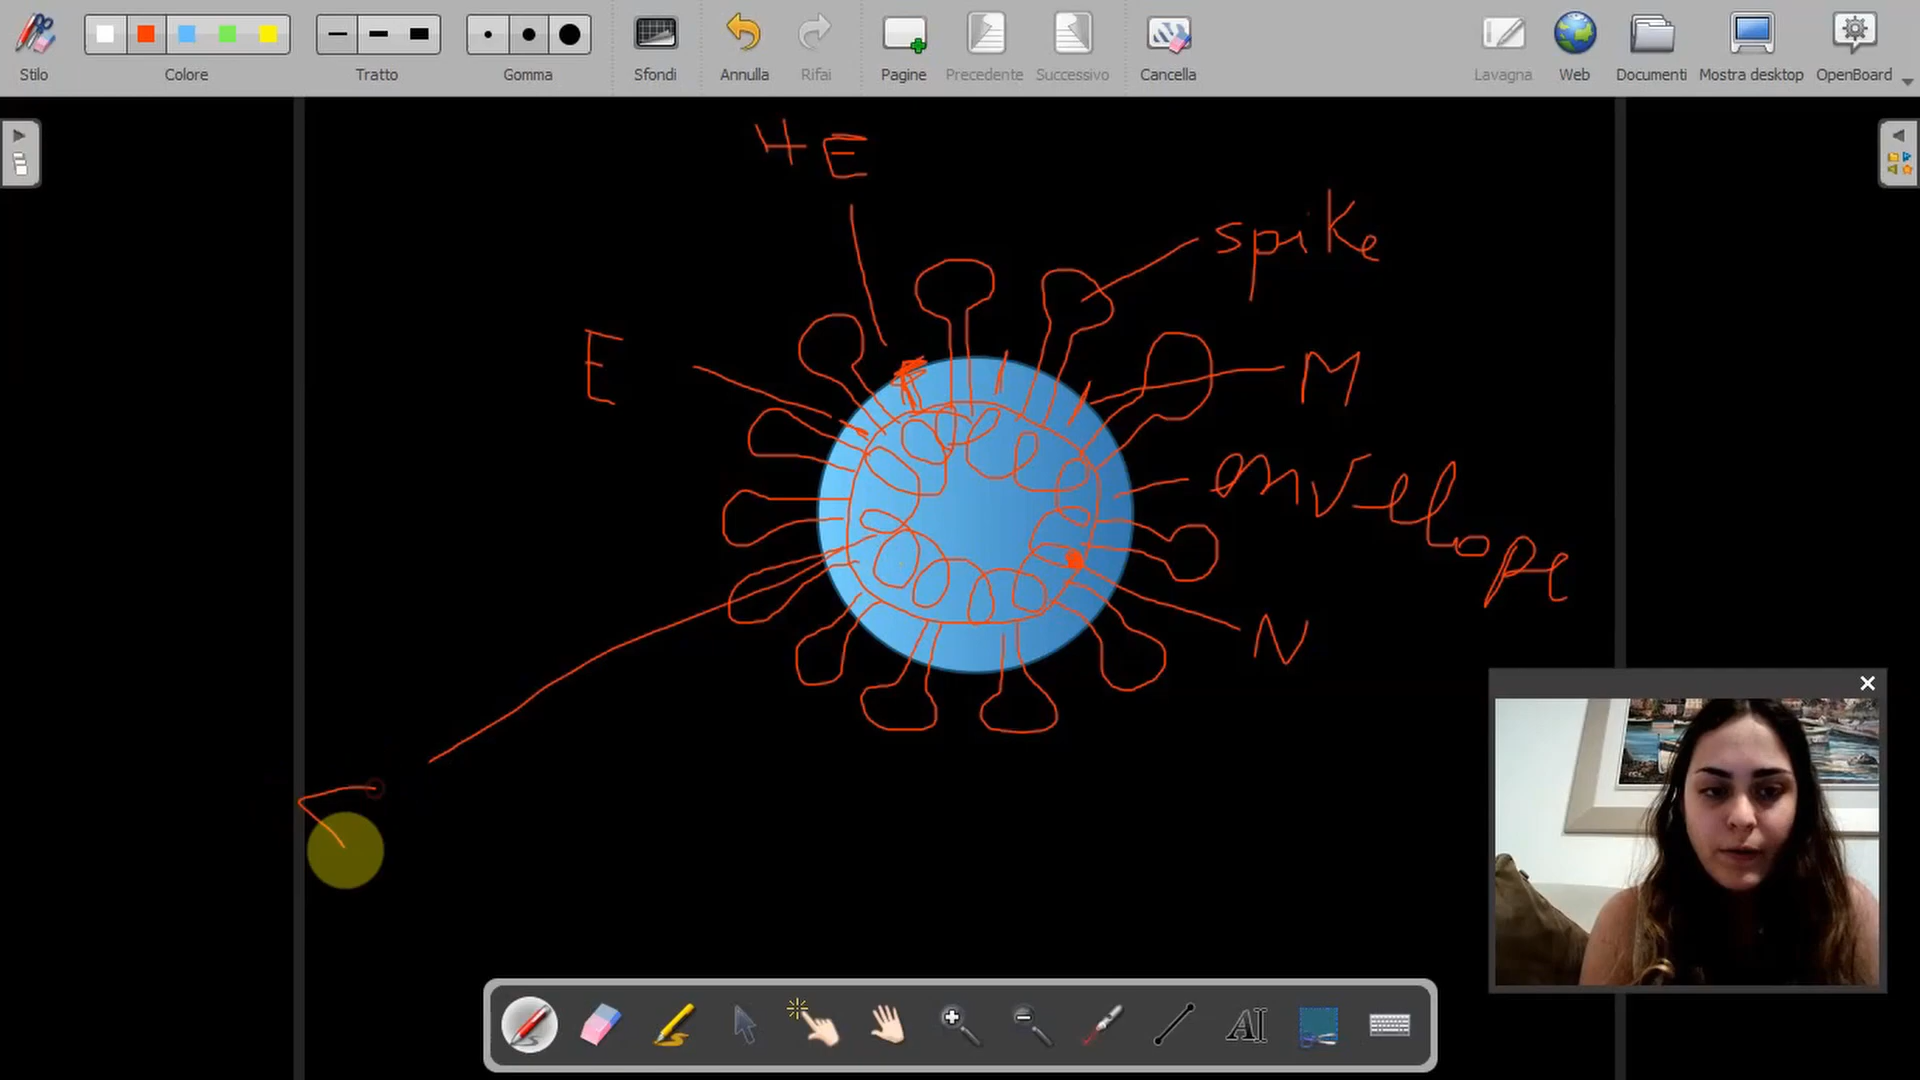 Stilo
Colore
Tratto
Gomma
Sfondi
Annulla
Rifai
Pagine
Precedente
Successivo
Cancella
Lavagna
Web
Documenti
Mostra desktop
OpenBoard
HE
spike
E
M
envelope
N
AI